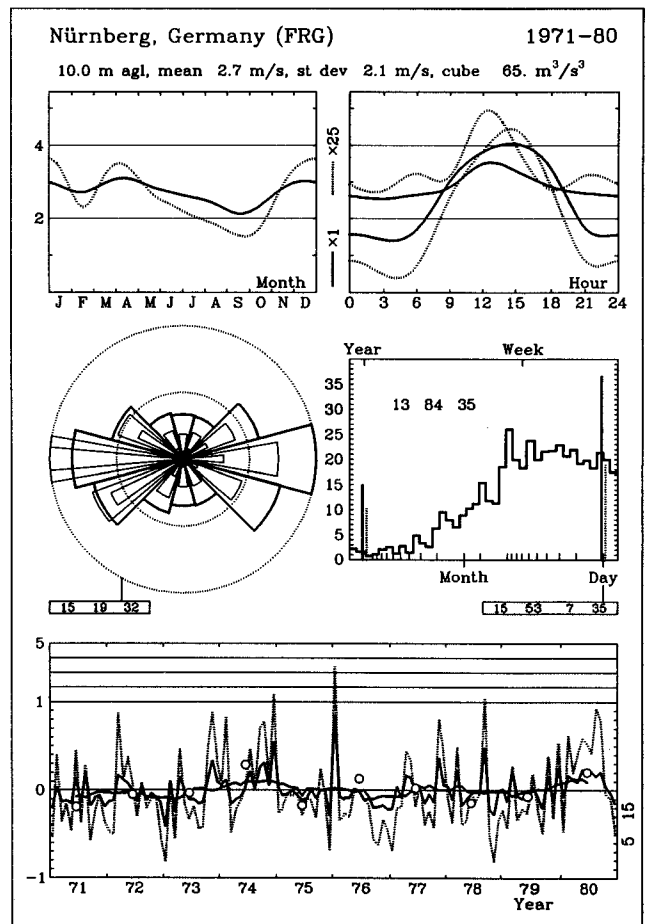 Nürnberg, Germany (FRG) 1971-80
10.0 m agl, mean 2.7 m/s, st dev 2.1 m/s, cube 65. m³/s³
4
2
Month
J F M A M J J A S O N D
×1 ×25
Hour
0 3 6 9 12 15 18 21 24
15 19 32
Year Week
35
30
25
20
15
10
5
0
13 84 35
Month Day
15 53 7 35
5
1
0
-1
5 15
71 72 73 74 75 76 77 78 79 80
Year